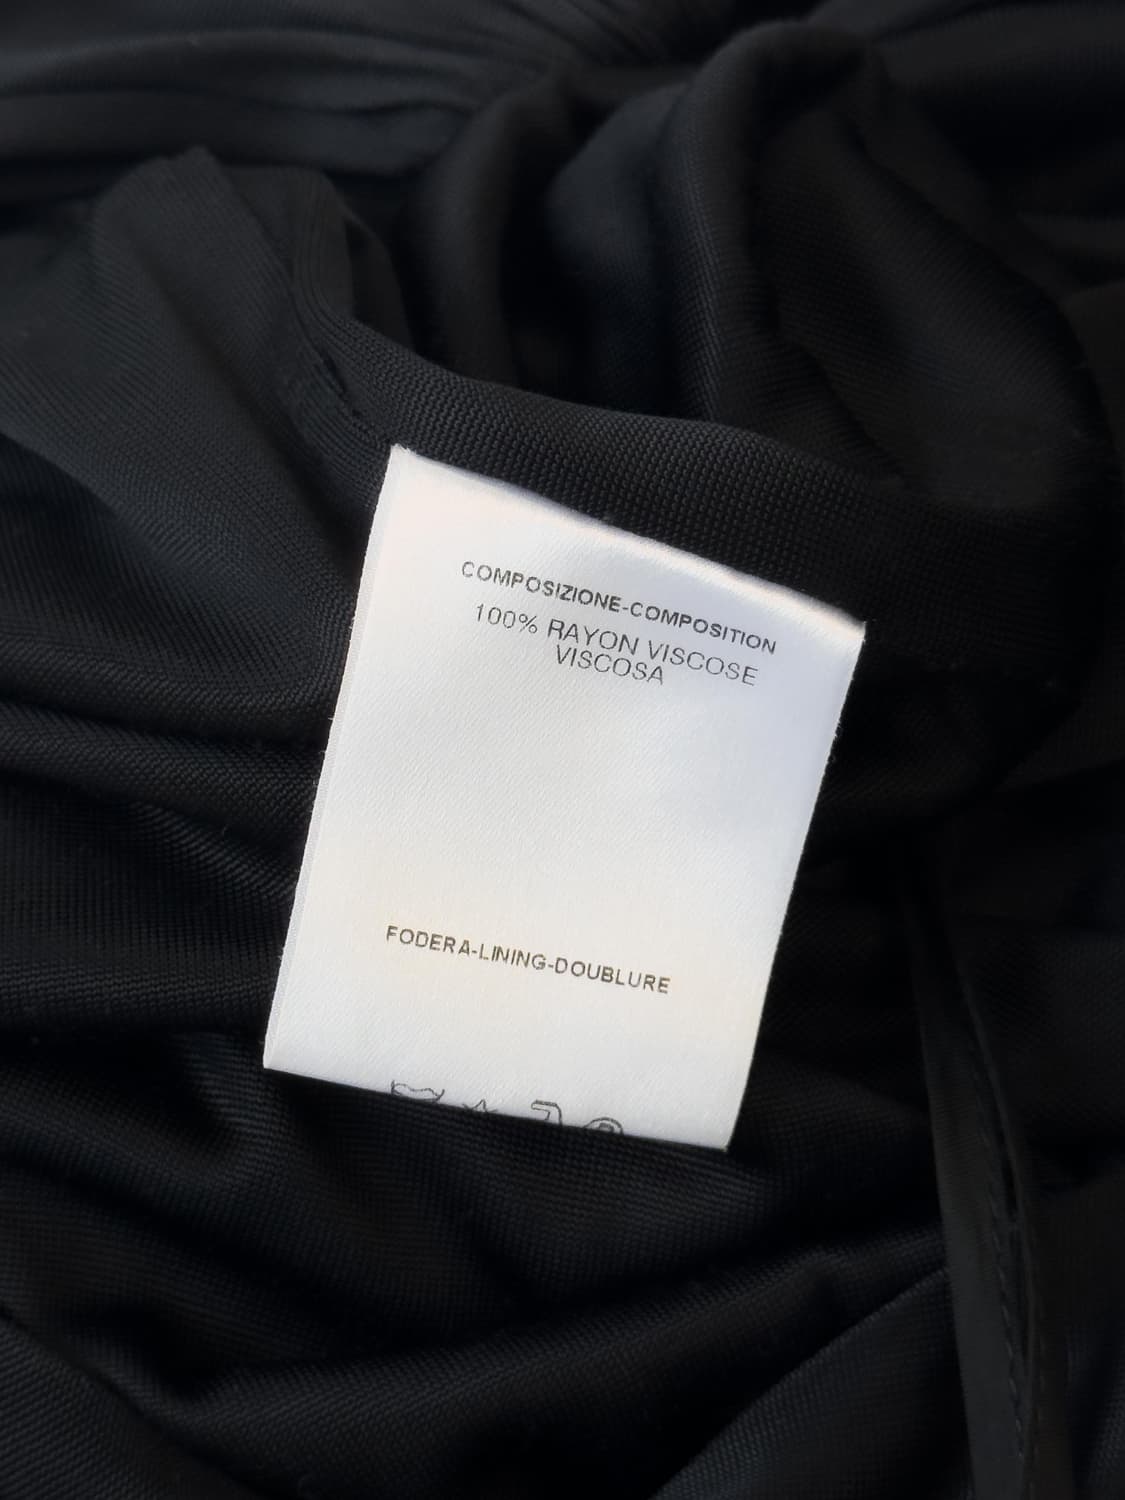 COMPOSIZIONE-COMPOSITION
100% RAYON VISCOSE
VISCOSA
FODERA-LINING-DOUBLURE